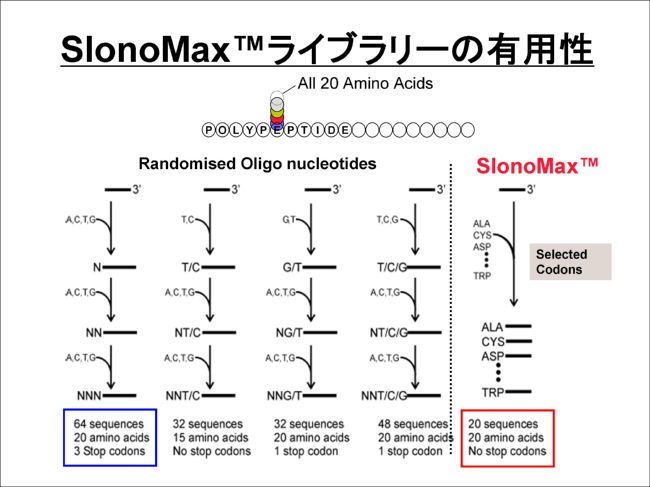 SlonoMax™ライブラリーの有用性
All 20 Amino Acids
POLYPEPTIDE
Randomised Oligo nucleotides
SlonoMax™
3' 3' 3' 3' 3'
A,C,T,G T,C G,T T,C,G
ALA
CYS
ASP
TRP
Selected
Codons
N T/C G/T T/C/G
A,C,T,G A,C,T,G A,C,T,G A,C,T,G
NN NT/C NG/T NT/C/G
A,C,T,G A,C,T,G A,C,T,G A,C,T,G
NNN NNT/C NNG/T NNT/C/G
ALA
CYS
ASP
TRP
64 sequences
20 amino acids
3 Stop codons
32 sequences
15 amino acids
No stop codons
32 sequences
20 amino acids
1 stop codon
48 sequences
20 amino acids
1 stop codon
20 sequences
20 amino acids
No stop codons